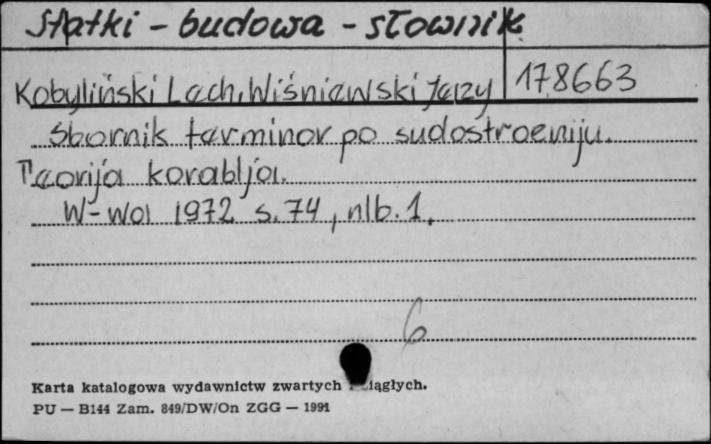 Statki - budowa - słownik
Kobyliński Lech, Wiśniewski Jerzy 178663
Sbornik terminov po sudostroeniju.
Teorija korablja.
W-wa 1972 s. 74, nlb. 1.
6
Karta katalogowa wydawnictw zwartych i ciągłych.
PU — B144 Zam. 849/DW/On ZGG — 1991